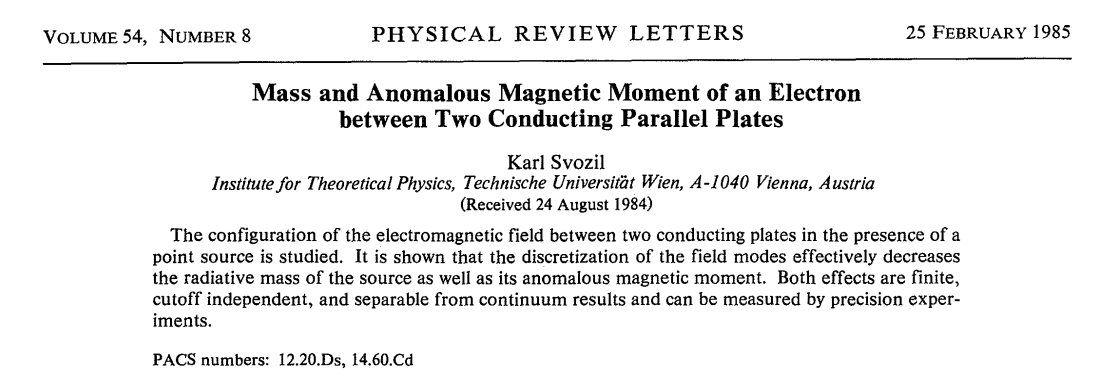 VOLUME 54, NUMBER 8 PHYSICAL REVIEW LETTERS 25 FEBRUARY 1985
Mass and Anomalous Magnetic Moment of an Electron
between Two Conducting Parallel Plates
Karl Svozil
Institute for Theoretical Physics, Technische Universität Wien, A-1040 Vienna, Austria
(Received 24 August 1984)
The configuration of the electromagnetic field between two conducting plates in the presence of a
point source is studied. It is shown that the discretization of the field modes effectively decreases
the radiative mass of the source as well as its anomalous magnetic moment. Both effects are finite,
cutoff independent, and separable from continuum results and can be measured by precision exper-
iments.
PACS numbers: 12.20.Ds, 14.60.Cd